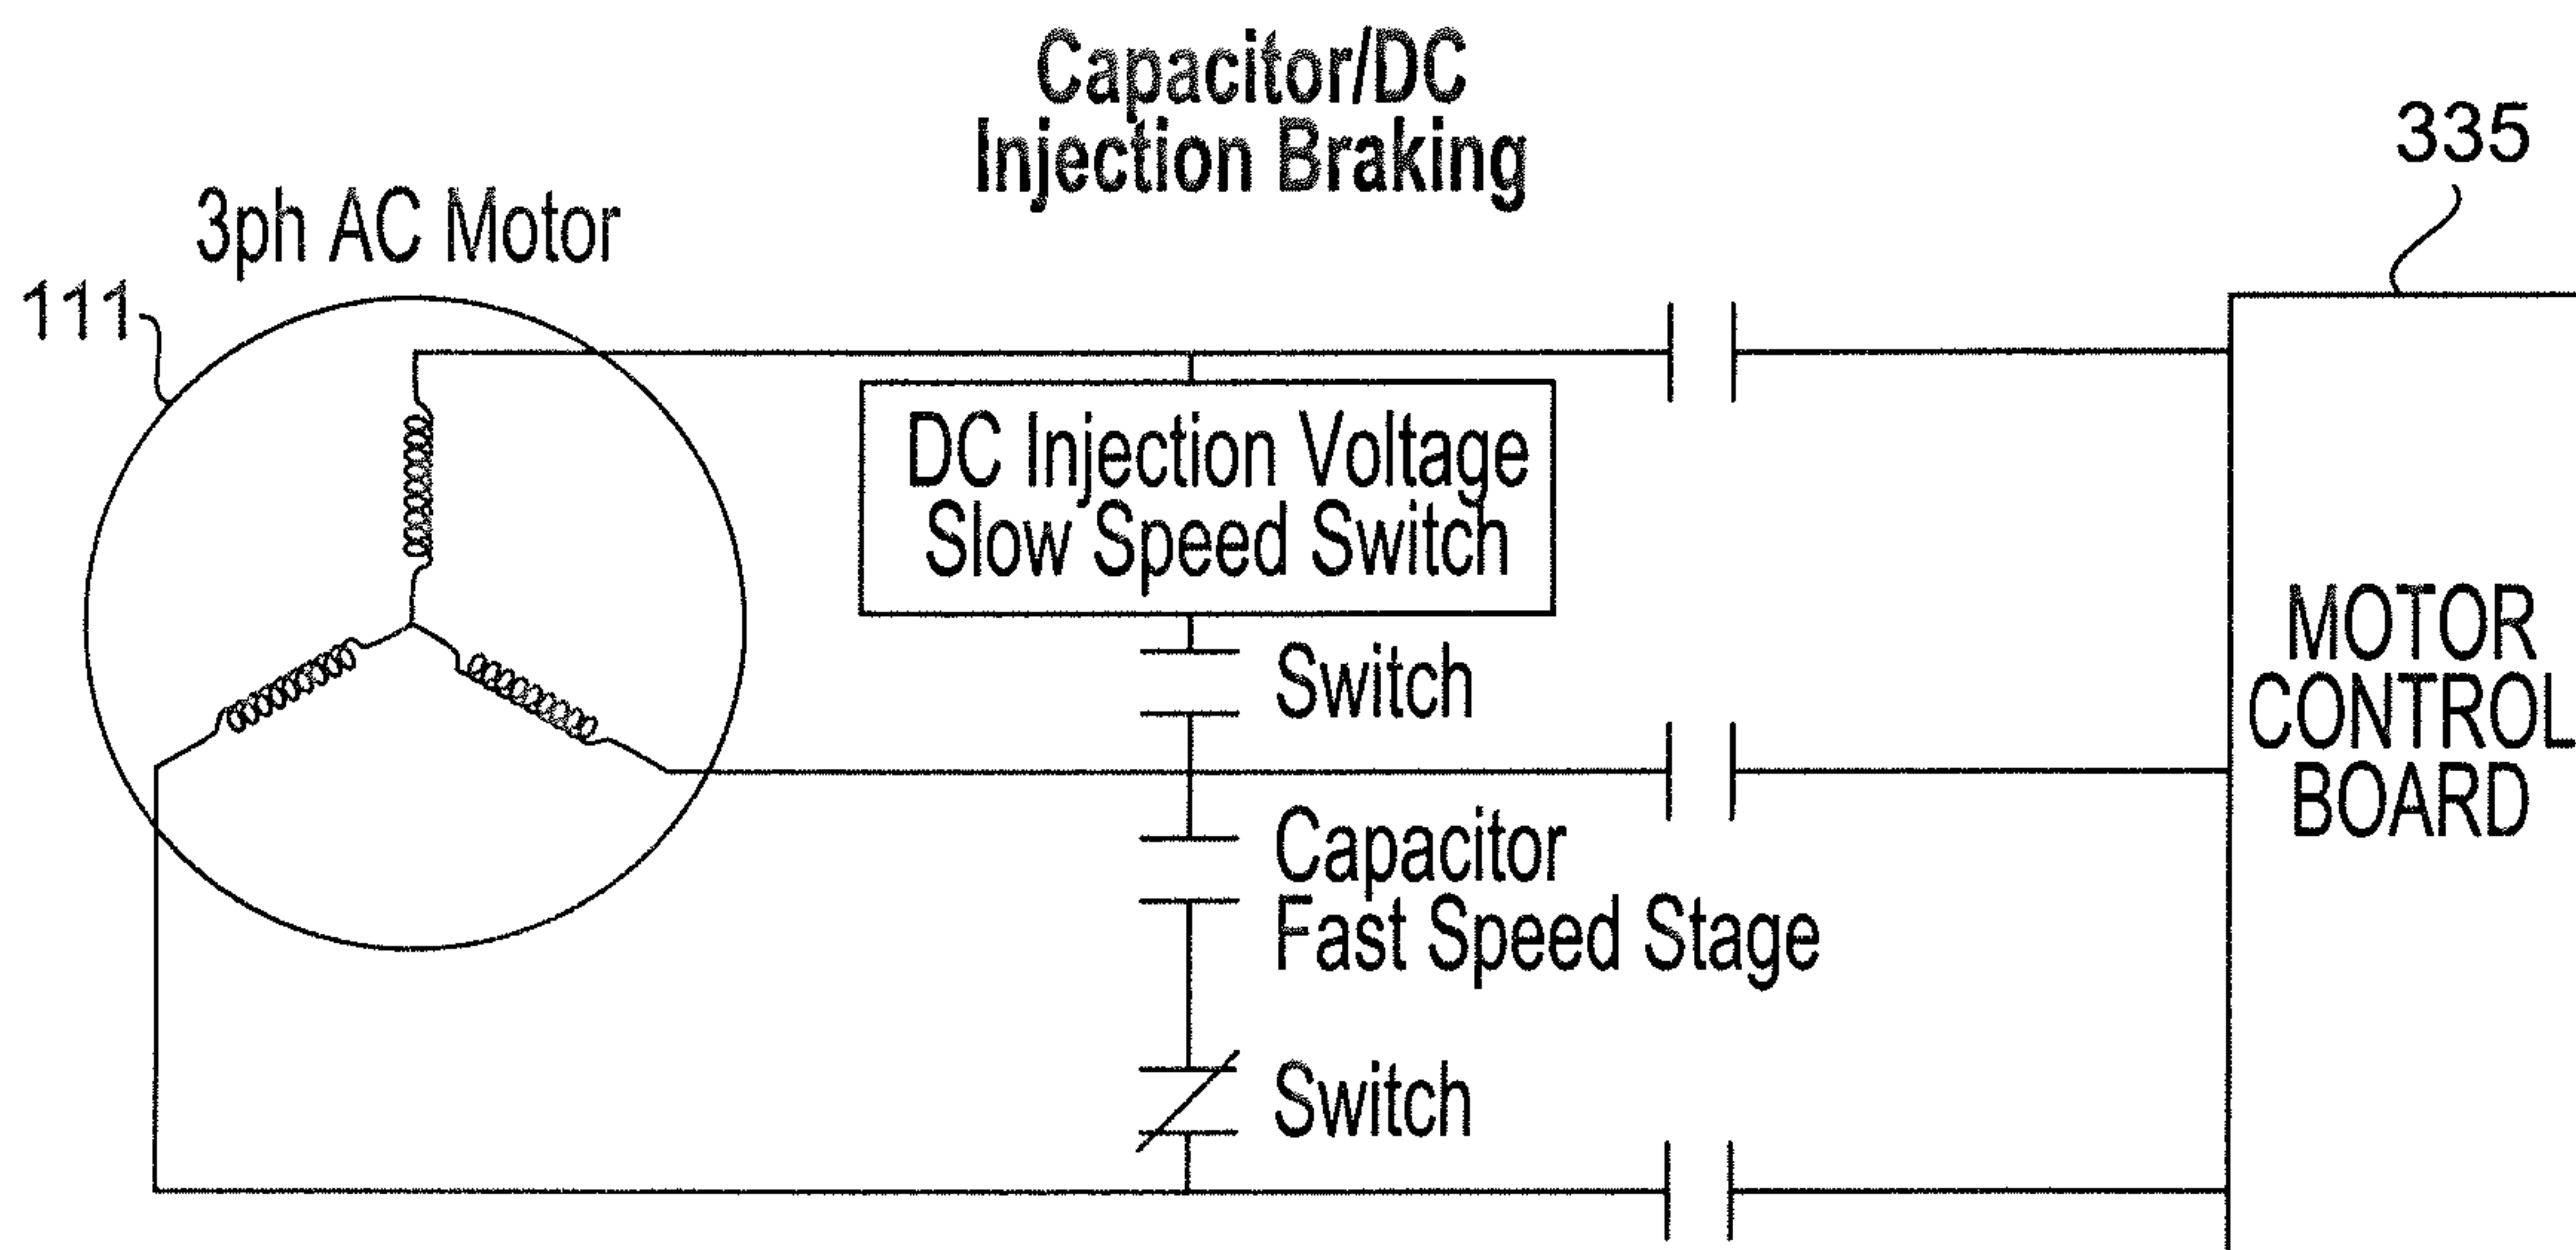 Capacitor/DC
Injection Braking
335
3ph AC Motor
111
DC Injection Voltage
Slow Speed Switch
Switch
MOTOR
CONTROL
BOARD
Capacitor
Fast Speed Stage
Switch